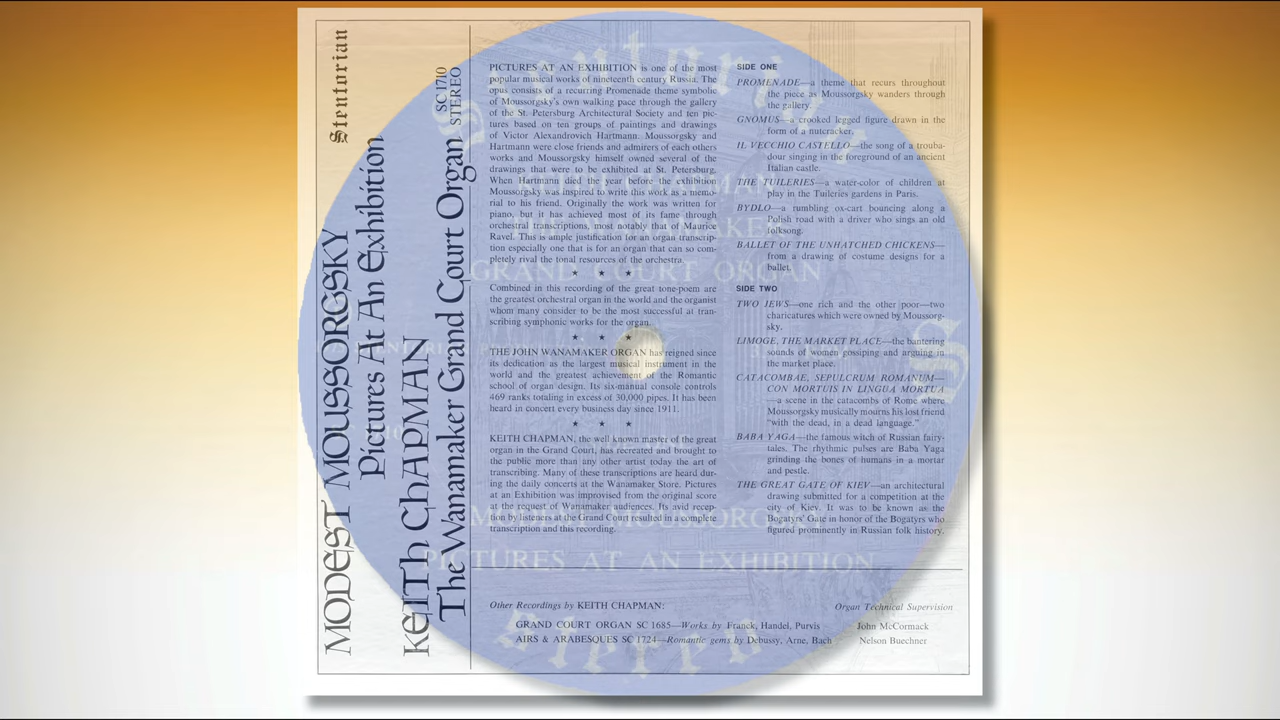 Stentorian
MODEST MOUSSORGSKY
Pictures At An Exhibition
KEITH CHAPMAN
The Wanamaker Grand Court Organ
SC1710
STEREO
PICTURES AT AN EXHIBITION is one of the most
popular musical works of nineteenth century Russia. The
opus consists of a recurring Promenade theme symbolic
of Moussorgsky's own walking pace through the gallery
of the St. Petersburg Architectural Society and ten pic-
tures based on ten groups of paintings and drawings
of Victor Alexandrovich Hartmann. Moussorgsky and
Hartmann were close friends and admirers of each others
works and Moussorgsky himself owned several of the
drawings that were to be exhibited at St. Petersburg.
When Hartmann died the year before the exhibition
Moussorgsky was inspired to write this work as a memo-
rial to his friend. Originally the work was written for
piano, but it has achieved most of its fame through
orchestral transcriptions, most notably that of Maurice
Ravel. This is ample justification for an organ transcrip-
tion especially one that is for an organ that can so com-
pletely rival the tonal resources of the orchestra.
★ ★ ★
Combined in this recording of the great tone-poem are
the greatest orchestral organ in the world and the organist
whom many consider to be the most successful at tran-
scribing symphonic works for the organ.
★ ★ ★
THE JOHN WANAMAKER ORGAN has reigned since
its dedication as the largest musical instrument in the
world and the greatest achievement of the Romantic
school of organ design. Its six-manual console controls
469 ranks totaling in excess of 30,000 pipes. It has been
heard in concert every business day since 1911.
★ ★ ★
KEITH CHAPMAN, the well known master of the great
organ in the Grand Court, has recreated and brought to
the public more than any other artist today the art of
transcribing. Many of these transcriptions are heard dur-
ing the daily concerts at the Wanamaker Store. Pictures
at an Exhibition was improvised from the original score
at the request of Wanamaker audiences. Its avid recep-
tion by listeners at the Grand Court resulted in a complete
transcription and this recording.
SIDE ONE
PROMENADE—a theme that recurs throughout
the piece as Moussorgsky wanders through
the gallery.
GNOMUS—a crooked legged figure drawn in the
form of a nutcracker.
IL VECCHIO CASTELLO—the song of a trouba-
dour singing in the foreground of an ancient
Italian castle.
THE TUILERIES—a water-color of children at
play in the Tuileries gardens in Paris.
BYDLO—a rumbling ox-cart bouncing along a
Polish road with a driver who sings an old
folksong.
BALLET OF THE UNHATCHED CHICKENS—
from a drawing of costume designs for a
ballet.
SIDE TWO
TWO JEWS—one rich and the other poor—two
charicatures which were owned by Moussorg-
sky.
LIMOGE, THE MARKET PLACE—the bantering
sounds of women gossiping and arguing in
the market place.
CATACOMBAE, SEPULCRUM ROMANUM—
CON MORTUIS IN LINGUA MORTUA
—a scene in the catacombs of Rome where
Moussorgsky musically mourns his lost friend
"with the dead, in a dead language."
BABA YAGA—the famous witch of Russian fairy-
tales. The rhythmic pulses are Baba Yaga
grinding the bones of humans in a mortar
and pestle.
THE GREAT GATE OF KIEV—an architectural
drawing submitted for a competition at the
city of Kiev. It was to be known as the
Bogatyrs' Gate in honor of the Bogatyrs who
figured prominently in Russian folk history.
Other Recordings by KEITH CHAPMAN:
GRAND COURT ORGAN SC 1685—Works by Franck, Handel, Purvis
AIRS & ARABESQUES SC 1724—Romantic gems by Debussy, Arne, Bach
Organ Technical Supervision
John McCormack
Nelson Buechner
GRAND COURT ORGAN
PICTURES AT AN EXHIBITION